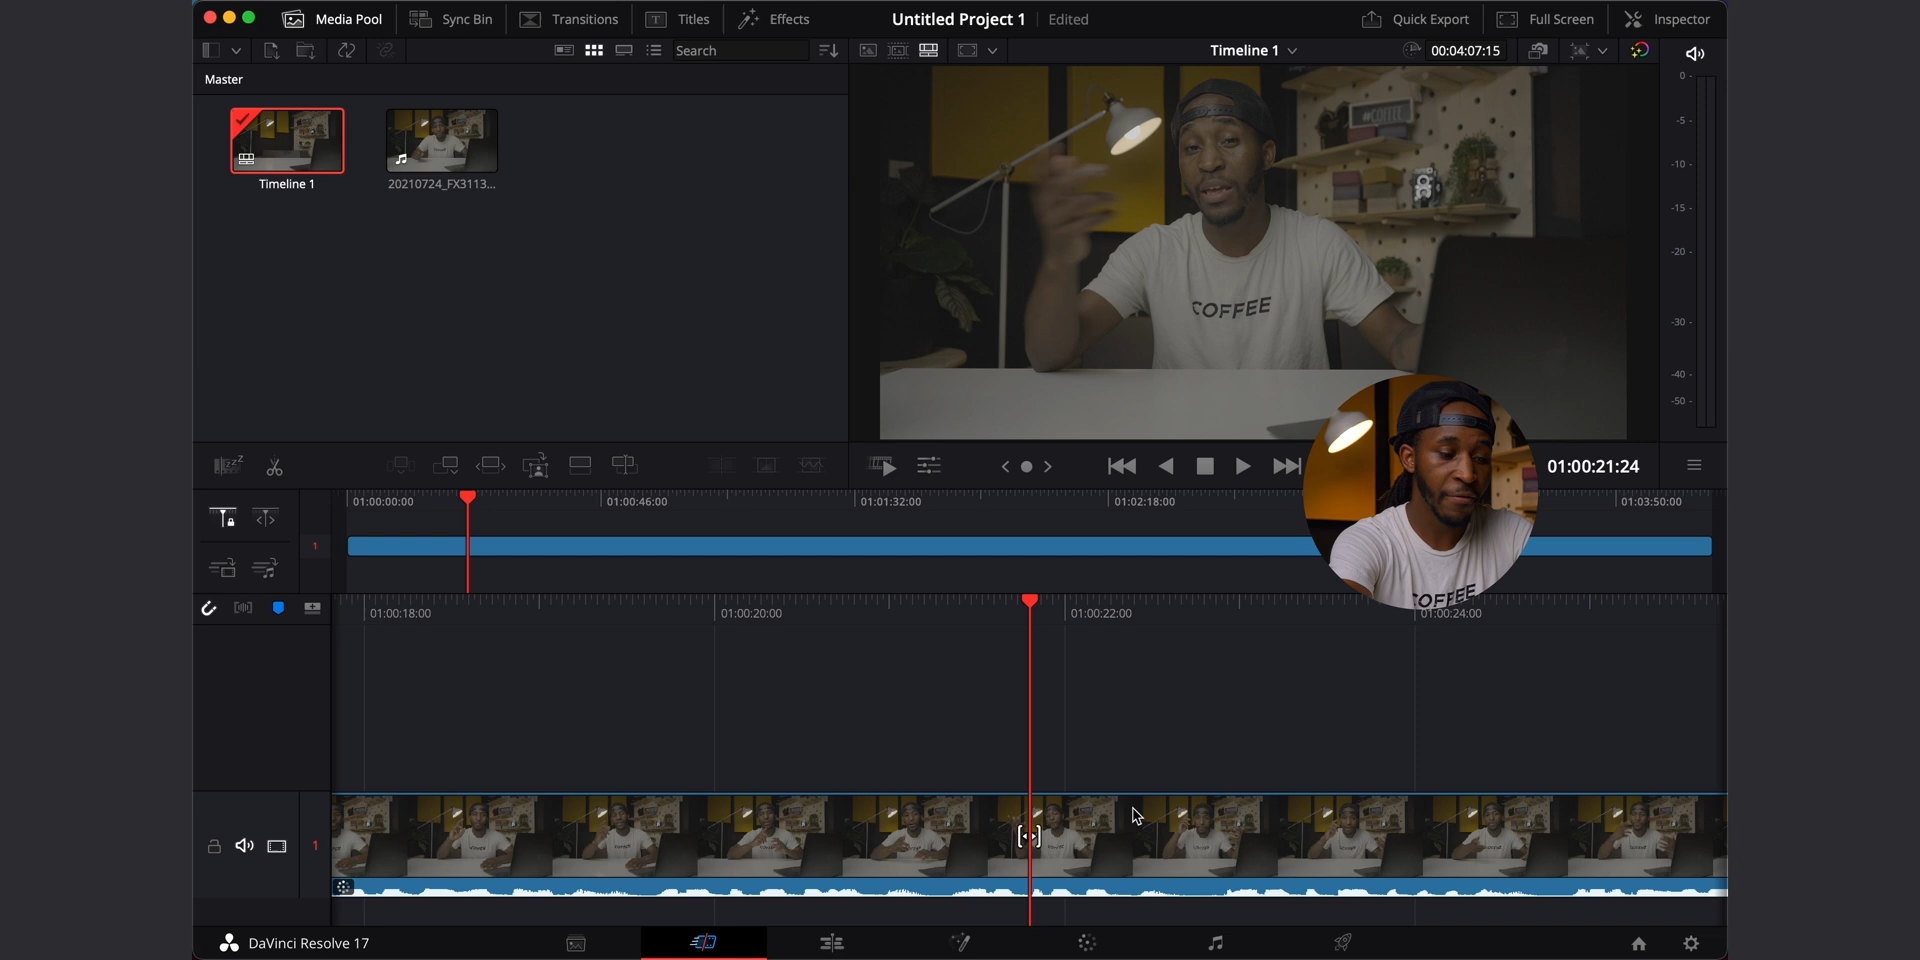 Media Pool
Sync Bin
Transitions
Titles
Effects
Untitled Project 1
Edited
Quick Export
Full Screen
Inspector
Search
Timeline 1
00:04:07:15
Master
Timeline 1
20210724_FX3113...
#COFFEE
COFFEE
0
-5
-10
-15
-20
-30
-40
-50
01:00:21:24
01:00:00:00
01:00:46:00
01:01:32:00
01:02:18:00
01:03:50:00
1
COFFEE
01:00:18:00
01:00:20:00
01:00:22:00
01:00:24:00
1
DaVinci Resolve 17